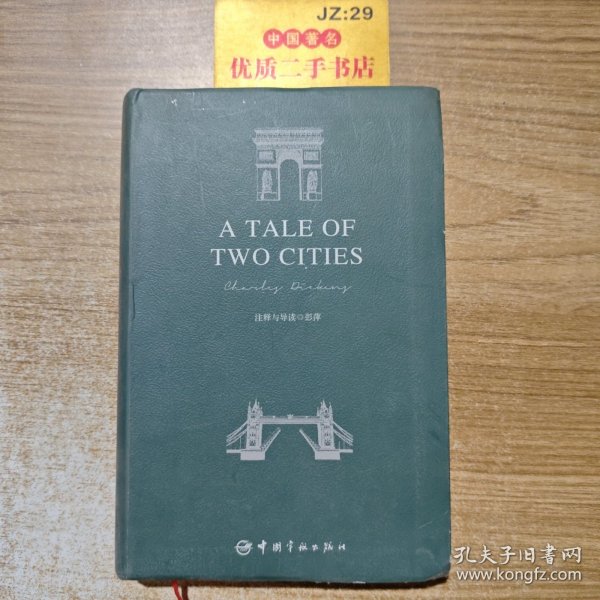 JZ:29
中国著名
优质二手书店
A TALE OF
TWO CITIES
Charles Dickens
注释与导读◎彭萍
中国宇航出版社
孔夫子旧书网
www.kongfz.com